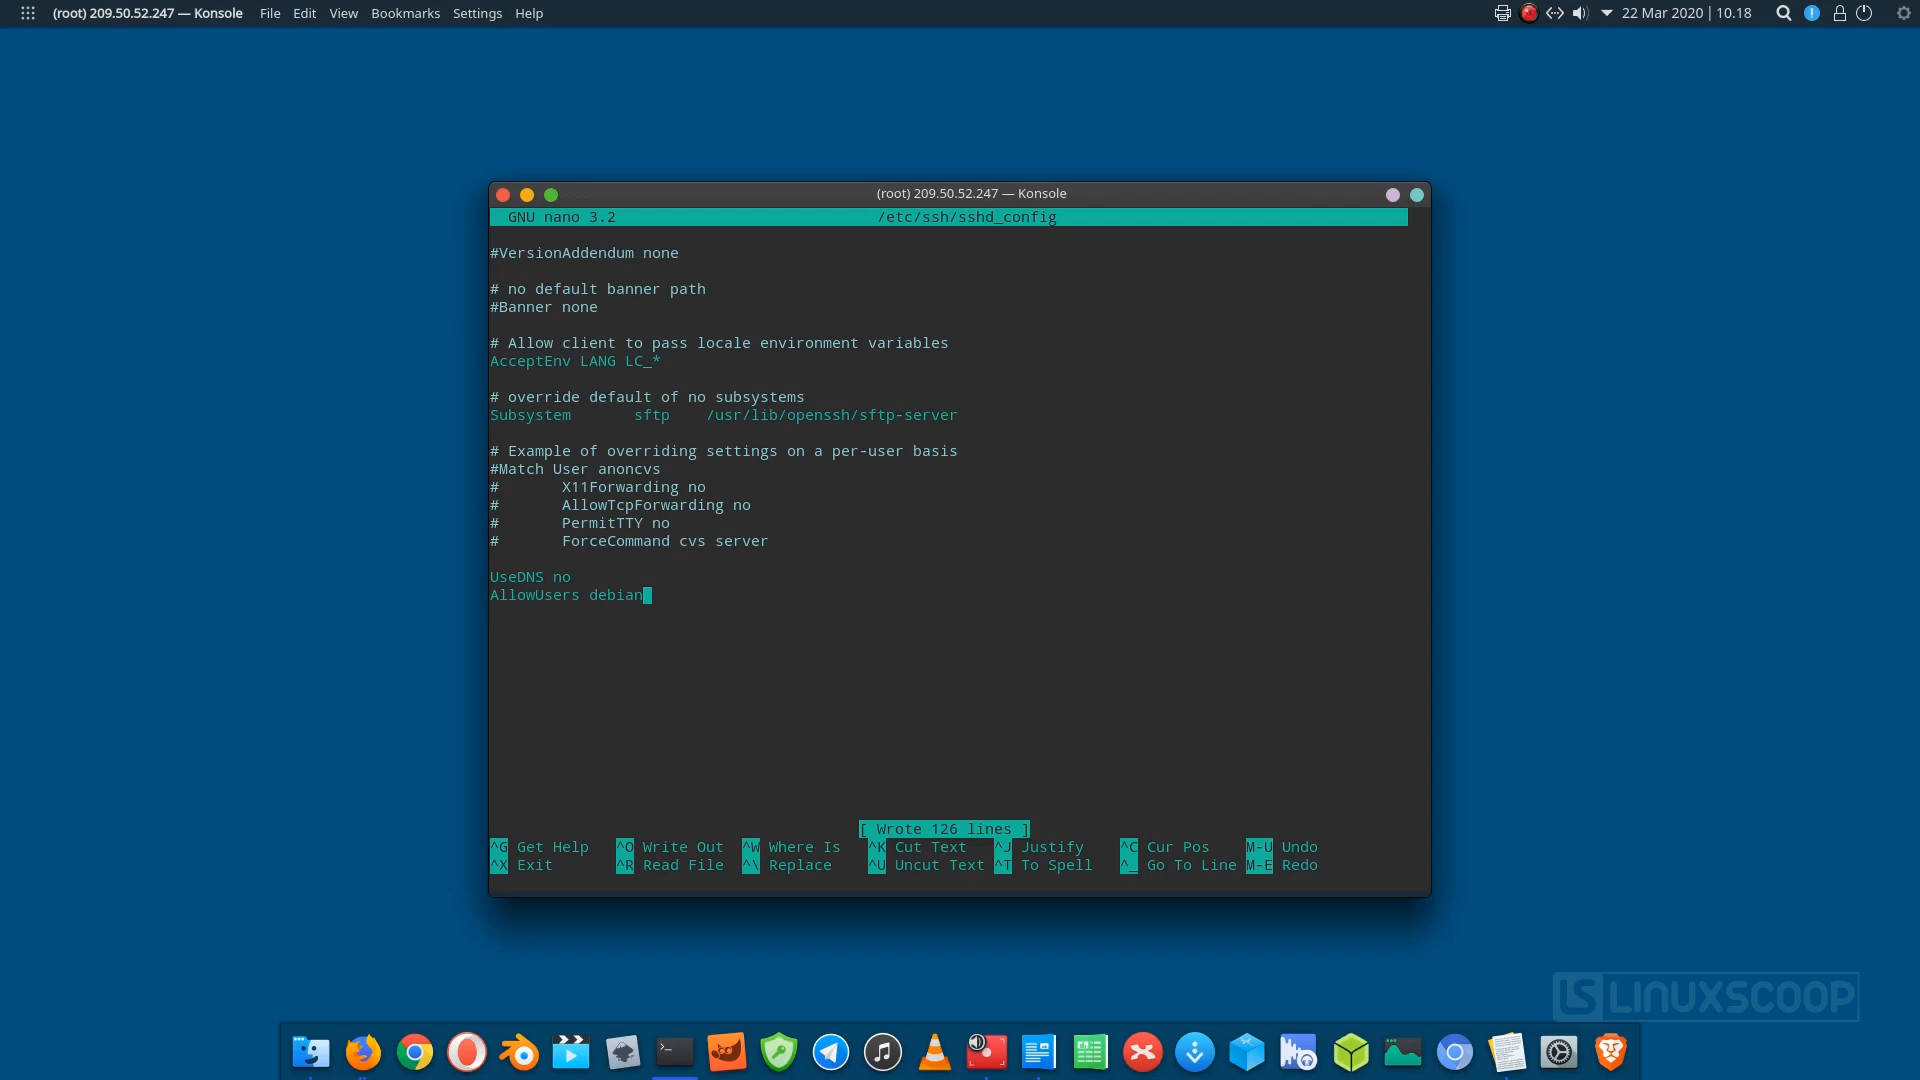 (root) 209.50.52.247 — Konsole File Edit View Bookmarks Settings Help 22 Mar 2020 | 10.18
(root) 209.50.52.247 — Konsole
GNU nano 3.2 /etc/ssh/sshd_config
#VersionAddendum none
# no default banner path
#Banner none
# Allow client to pass locale environment variables
AcceptEnv LANG LC_*
# override default of no subsystems
Subsystem sftp /usr/lib/openssh/sftp-server
# Example of overriding settings on a per-user basis
#Match User anoncvs
# X11Forwarding no
# AllowTcpForwarding no
# PermitTTY no
# ForceCommand cvs server
UseDNS no
AllowUsers debian
[ Wrote 126 lines ]
^G Get Help ^O Write Out ^W Where Is ^K Cut Text ^J Justify ^C Cur Pos M-U Undo
^X Exit ^R Read File ^\ Replace ^U Uncut Text ^T To Spell ^_ Go To Line M-E Redo
LS LINUXSCOOP